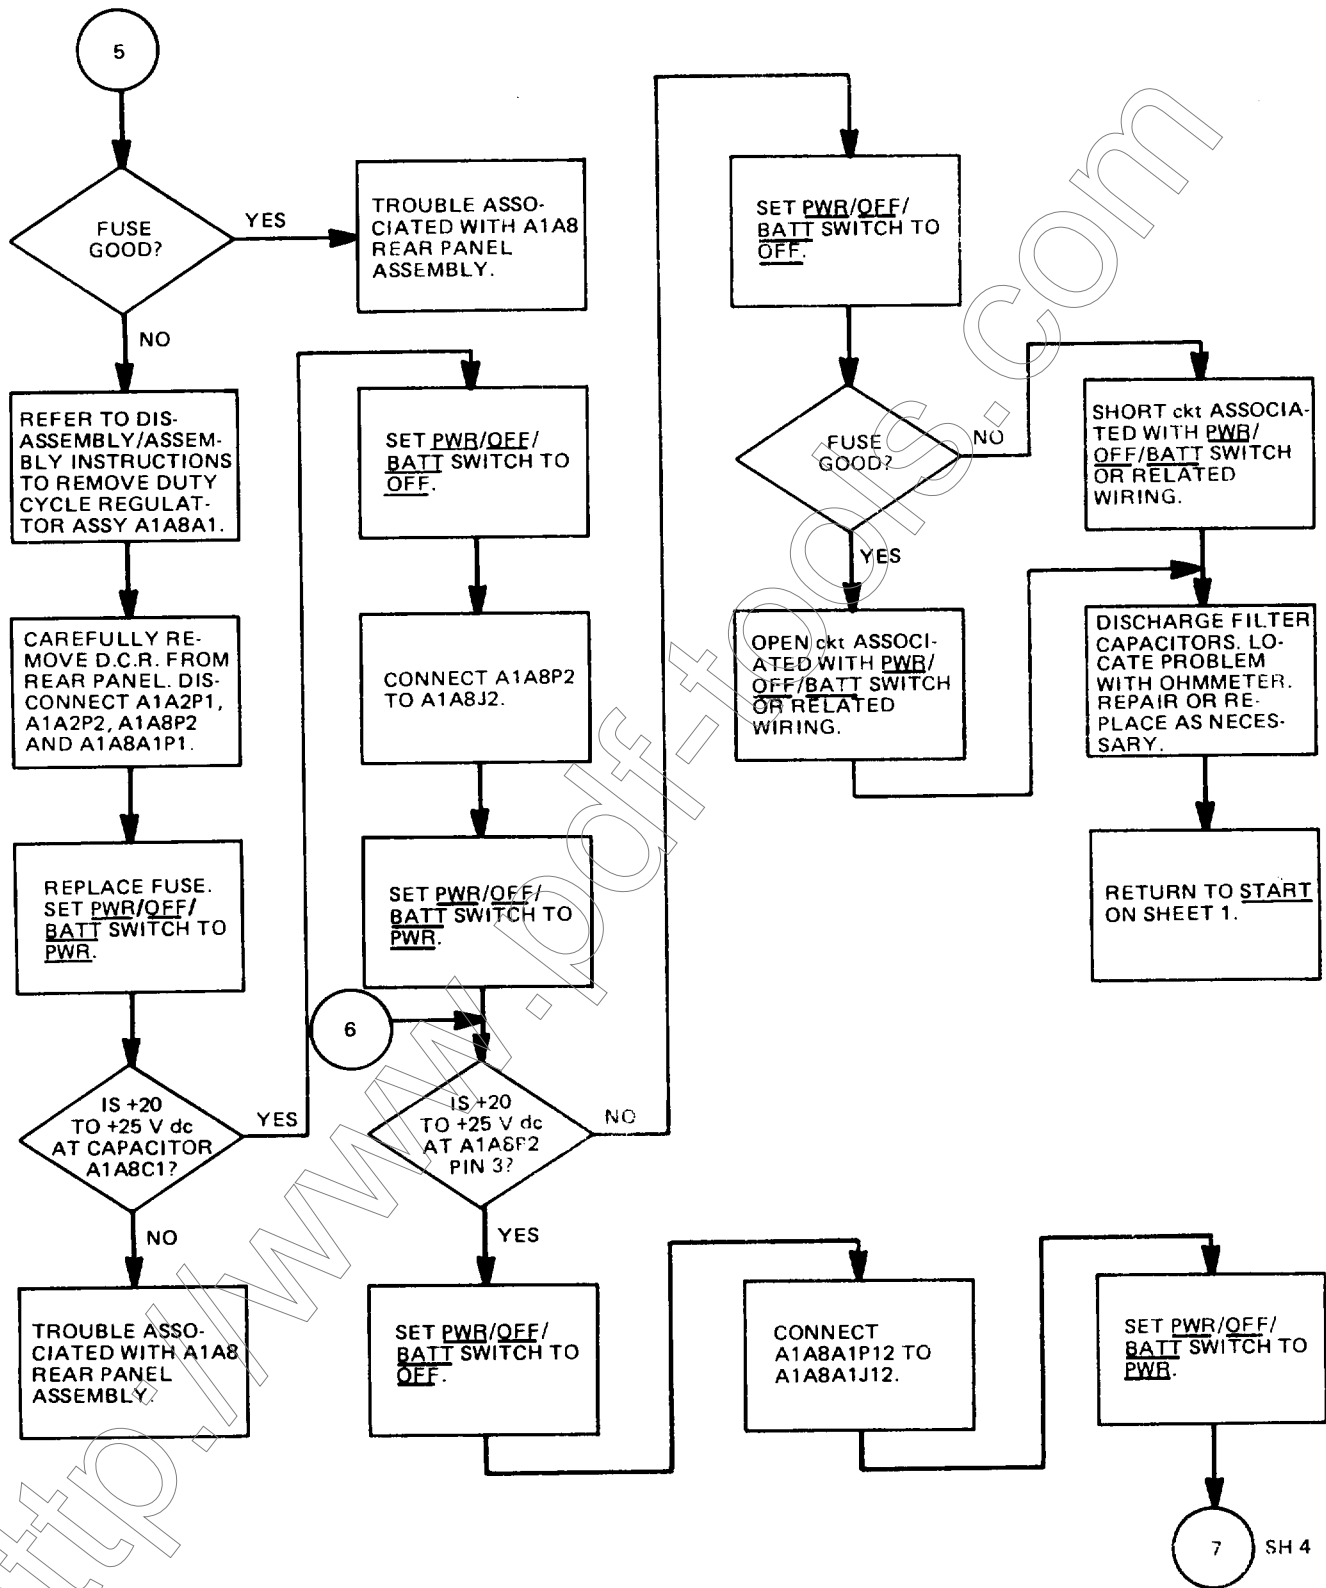 5
FUSE
GOOD?
YES
TROUBLE ASSO-
CIATED WITH A1A8
REAR PANEL
ASSEMBLY.
NO
REFER TO DIS-
ASSEMBLY/ASSEM-
BLY INSTRUCTIONS
TO REMOVE DUTY
CYCLE REGULAT-
TOR ASSY A1A8A1.
CAREFULLY RE-
MOVE D.C.R. FROM
REAR PANEL. DIS-
CONNECT A1A2P1,
A1A2P2, A1A8P2
AND A1A8A1P1.
REPLACE FUSE.
SET PWR/OFF/
BATT SWITCH TO
PWR.
IS +20
TO +25 V dc
AT CAPACITOR
A1A8C1?
YES
NO
TROUBLE ASSO-
CIATED WITH A1A8
REAR PANEL
ASSEMBLY.
SET PWR/OFF/
BATT SWITCH TO
OFF.
CONNECT A1A8P2
TO A1A8J2.
SET PWR/OFF/
BATT SWITCH TO
PWR.
6
IS +20
TO +25 V dc
AT A1A8P2
PIN 3?
NO
YES
SET PWR/OFF/
BATT SWITCH TO
OFF.
SET PWR/OFF/
BATT SWITCH TO
OFF.
FUSE
GOOD?
NO
YES
OPEN ckt ASSOCI-
ATED WITH PWR/
OFF/BATT SWITCH
OR RELATED
WIRING.
SHORT ckt ASSOCIA-
TED WITH PWR/
OFF/BATT SWITCH
OR RELATED
WIRING.
DISCHARGE FILTER
CAPACITORS. LO-
CATE PROBLEM
WITH OHMMETER.
REPAIR OR RE-
PLACE AS NECES-
SARY.
RETURN TO START
ON SHEET 1.
CONNECT
A1A8A1P12 TO
A1A8A1J12.
SET PWR/OFF/
BATT SWITCH TO
PWR.
7 SH 4
http://www.pdf-tools.com